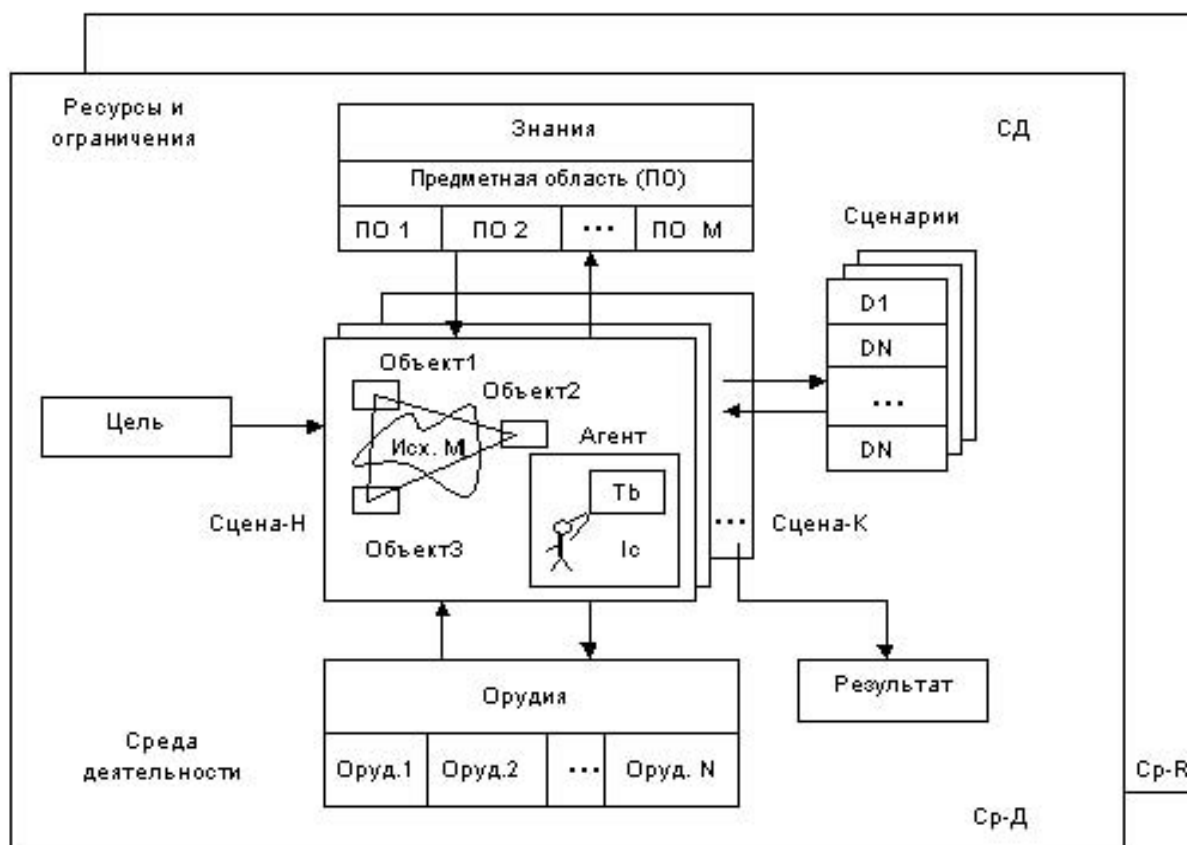 Ресурсы и
ограничения
Знания
СД
Предметная область (ПО)
ПО 1
ПО 2
...
ПО М
Сценарии
D1
DN
...
DN
Объект1
Объект2
Цель
Исх. М
Агент
Tb
Ic
Сцена-Н
Объект3
...
Сцена-К
Орудия
Результат
Среда
деятельности
Оруд.1
Оруд.2
...
Оруд. N
Ср-R
Ср-Д